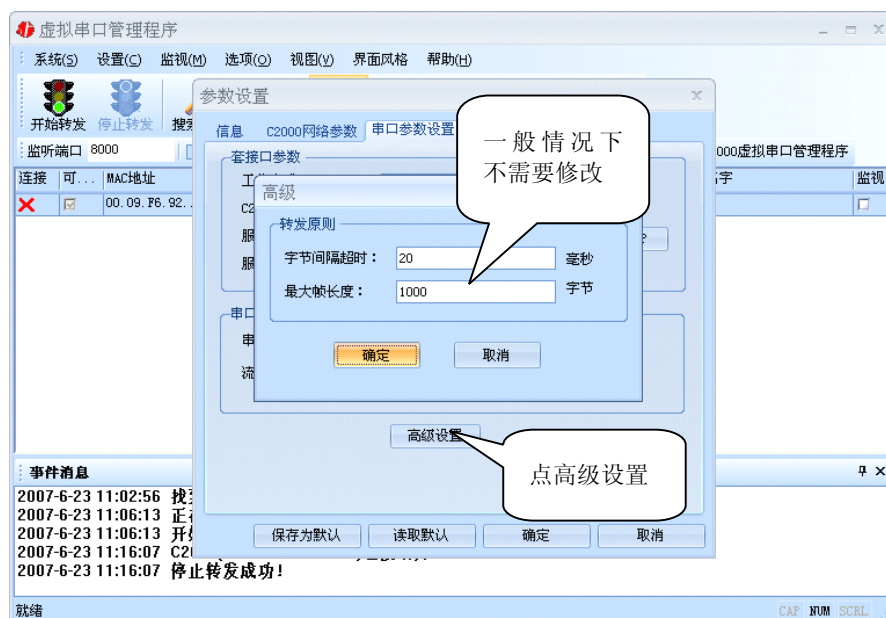 虚拟串口管理程序
系统(S) 设置(C) 监视(M) 选项(O) 视图(V) 界面风格 帮助(H)
开始转发 停止转发
监听端口 8000
000虚拟串口管理程序
连接 可... MAC地址
字 监视
00.09.F6.92.
参数设置
信息 C2000网络参数 串口参数设置
套接口参数
高级
转发原则
字节间隔超时： 20 毫秒
最大帧长度： 1000 字节
确定 取消
一般情况下
不需要修改
高级设置
点高级设置
保存为默认 读取默认 确定 取消
事件消息
2007-6-23 11:02:56
2007-6-23 11:06:13
2007-6-23 11:06:13
2007-6-23 11:16:07
2007-6-23 11:16:07 停止转发成功!
就绪
CAP NUM SCRL